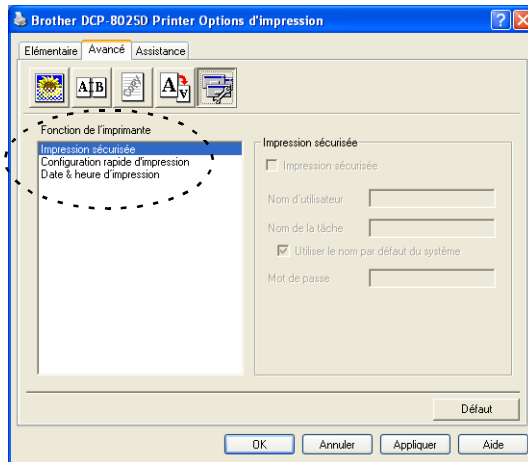 Brother DCP-8025D Printer Options d'impression
Elémentaire Avancé Assistance
A B
COPY
A A
Fonction de l'imprimante
Impression sécurisée
Configuration rapide d'impression
Date & heure d'impression
Impression sécurisée
Impression sécurisée
Nom d'utilisateur
Nom de la tâche
Utiliser le nom par défaut du système
Mot de passe
Défaut
OK Annuler Appliquer Aide